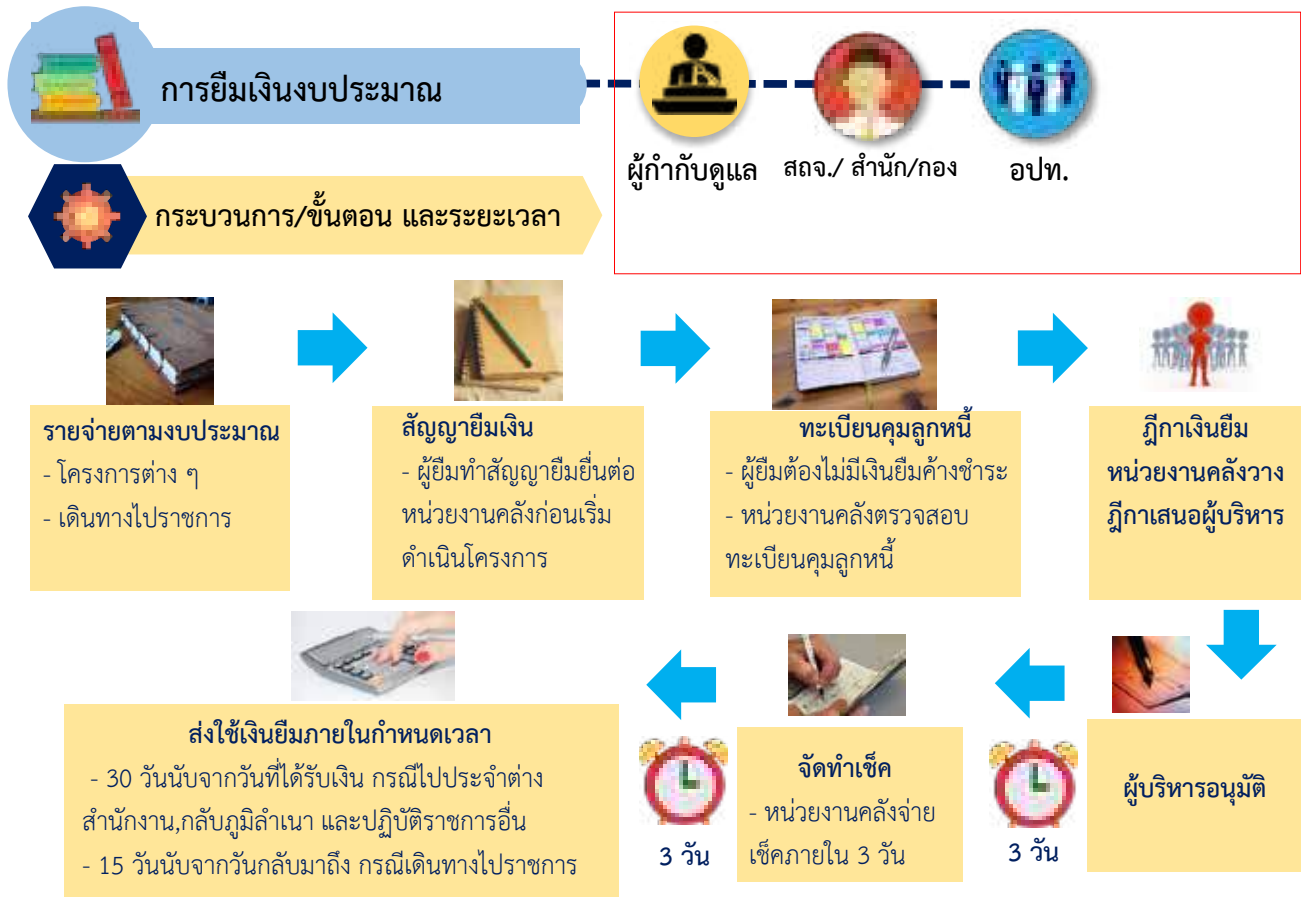 การยืมเงินงบประมาณ
ผู้กำกับดูแล
สถจ./ สำนัก/กอง
อปท.
กระบวนการ/ขั้นตอน และระยะเวลา
รายจ่ายตามงบประมาณ
- โครงการต่าง ๆ
- เดินทางไปราชการ
สัญญายืมเงิน
- ผู้ยืมทำสัญญายืมยื่นต่อ
หน่วยงานคลังก่อนเริ่ม
ดำเนินโครงการ
ทะเบียนคุมลูกหนี้
- ผู้ยืมต้องไม่มีเงินยืมค้างชำระ
- หน่วยงานคลังตรวจสอบ
ทะเบียนคุมลูกหนี้
ฎีกาเงินยืม
หน่วยงานคลังวาง
ฎีกาเสนอผู้บริหาร
ผู้บริหารอนุมัติ
3 วัน
จัดทำเช็ค
- หน่วยงานคลังจ่าย
เช็คภายใน 3 วัน
3 วัน
ส่งใช้เงินยืมภายในกำหนดเวลา
- 30 วันนับจากวันที่ได้รับเงิน กรณีไปประจำต่าง
สำนักงาน,กลับภูมิลำเนา และปฏิบัติราชการอื่น
- 15 วันนับจากวันกลับมาถึง กรณีเดินทางไปราชการ